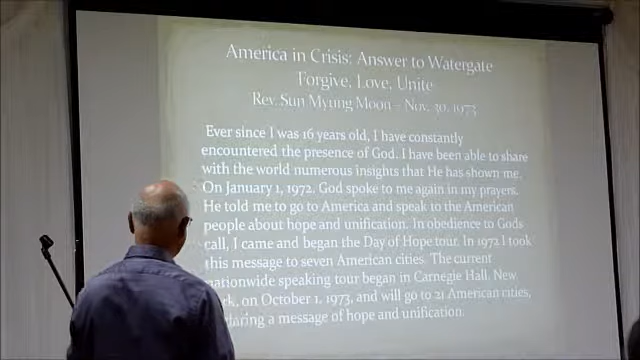 America in Crisis: Answer to Watergate
Forgive, Love, Unite
Rev. Sun Myung Moon – Nov. 30, 1973
Ever since I was 16 years old, I have constantly
encountered the presence of God. I have been able to share
with the world numerous insights that He has shown me.
On January 1, 1972, God spoke to me again in my prayers.
He told me to go to America and speak to the American
people about hope and unification. In obedience to Gods
call, I came and began the Day of Hope tour. In 1972 I took
this message to seven American cities. The current
nationwide speaking tour began in Carnegie Hall, New
on October 1, 1973, and will go to 21 American cities,
a message of hope and unification.